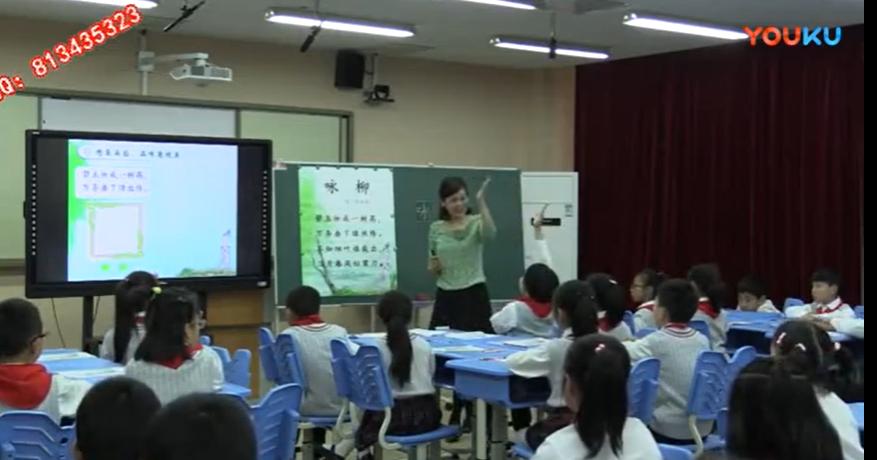 Q: 813435323
YOUKU
碧玉妆成一树高,
万条垂下绿丝绦。
咏柳
碧玉妆成一树高,
万条垂下绿丝绦。
不知细叶谁裁出,
二月春风似剪刀。